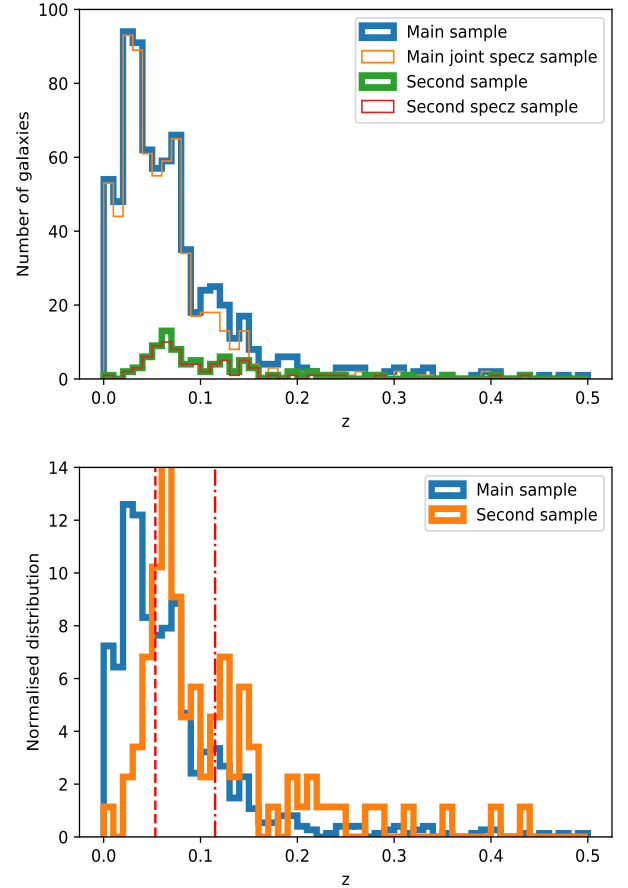 100
80
60
40
20
0
Number of galaxies
Main sample
Main joint specz sample
Second sample
Second specz sample
0.0 0.1 0.2 0.3 0.4 0.5
z
14
12
10
8
6
4
2
0
Normalised distribution
Main sample
Second sample
0.0 0.1 0.2 0.3 0.4 0.5
z